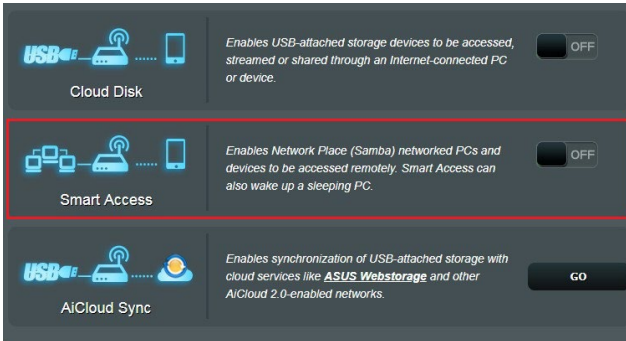 USB
Enables USB-attached storage devices to be accessed,
streamed or shared through an Internet-connected PC
or device.
OFF
Cloud Disk
Enables Network Place (Samba) networked PCs and
devices to be accessed remotely. Smart Access can
also wake up a sleeping PC.
OFF
Smart Access
USB
Enables synchronization of USB-attached storage with
cloud services like ASUS Webstorage and other
AiCloud 2.0-enabled networks.
GO
AiCloud Sync